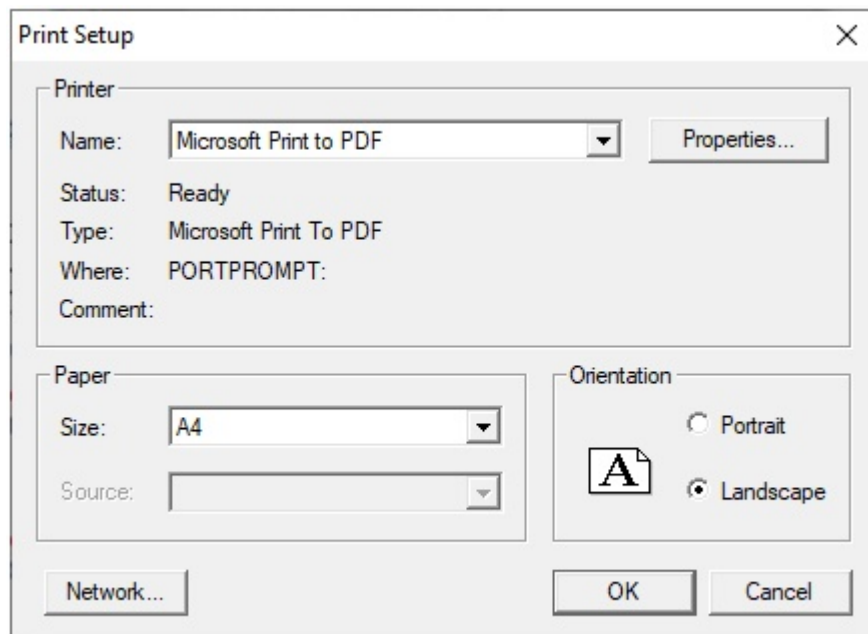 Print Setup
Printer
Name: Microsoft Print to PDF Properties...
Status: Ready
Type: Microsoft Print To PDF
Where: PORTPROMPT:
Comment:
Paper
Size: A4
Source:
Orientation
A
Portrait
Landscape
Network... OK Cancel